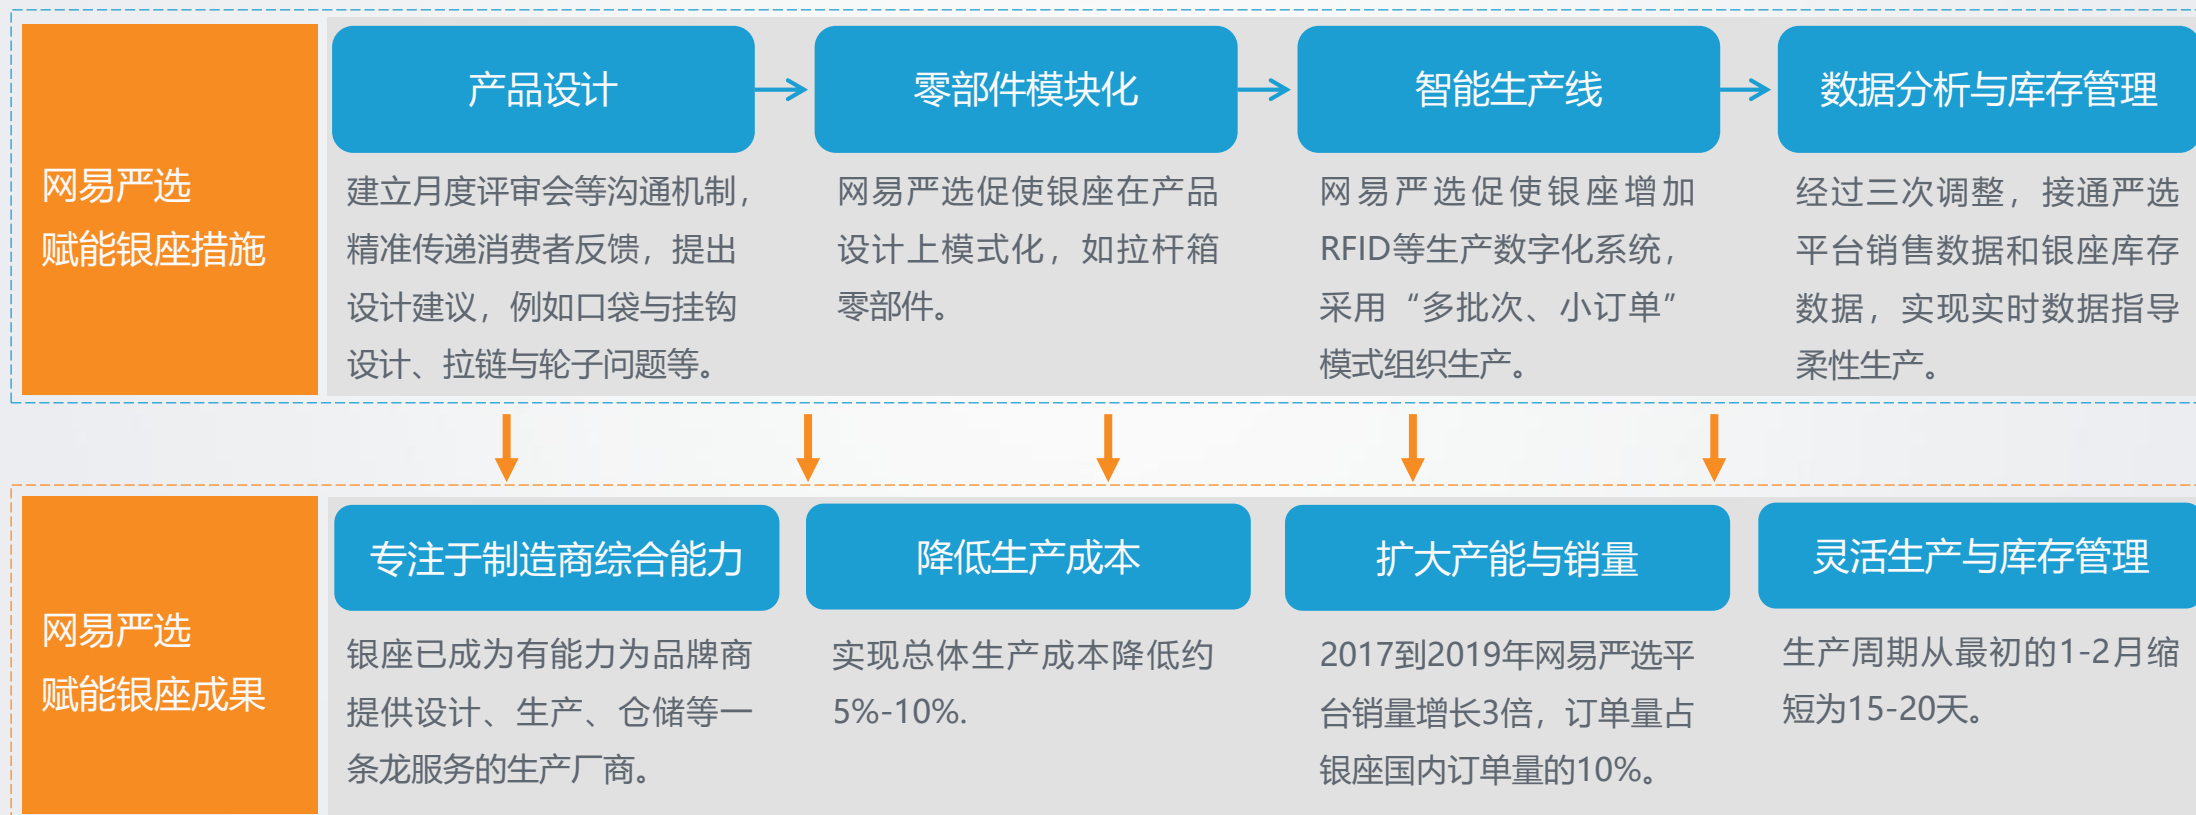 网易严选
赋能银座措施
产品设计
建立月度评审会等沟通机制，
精准传递消费者反馈，提出
设计建议，例如口袋与挂钩
设计、拉链与轮子问题等。
零部件模块化
网易严选促使银座在产品
设计上模式化，如拉杆箱
零部件。
智能生产线
网易严选促使银座增加
RFID等生产数字化系统，
采用“多批次、小订单”
模式组织生产。
数据分析与库存管理
经过三次调整，接通严选
平台销售数据和银座库存
数据，实现实时数据指导
柔性生产。
网易严选
赋能银座成果
专注于制造商综合能力
银座已成为有能力为品牌商
提供设计、生产、仓储等一
条龙服务的生产厂商。
降低生产成本
实现总体生产成本降低约
5%-10%.
扩大产能与销量
2017到2019年网易严选平
台销量增长3倍，订单量占
银座国内订单量的10%。
灵活生产与库存管理
生产周期从最初的1-2月缩
短为15-20天。